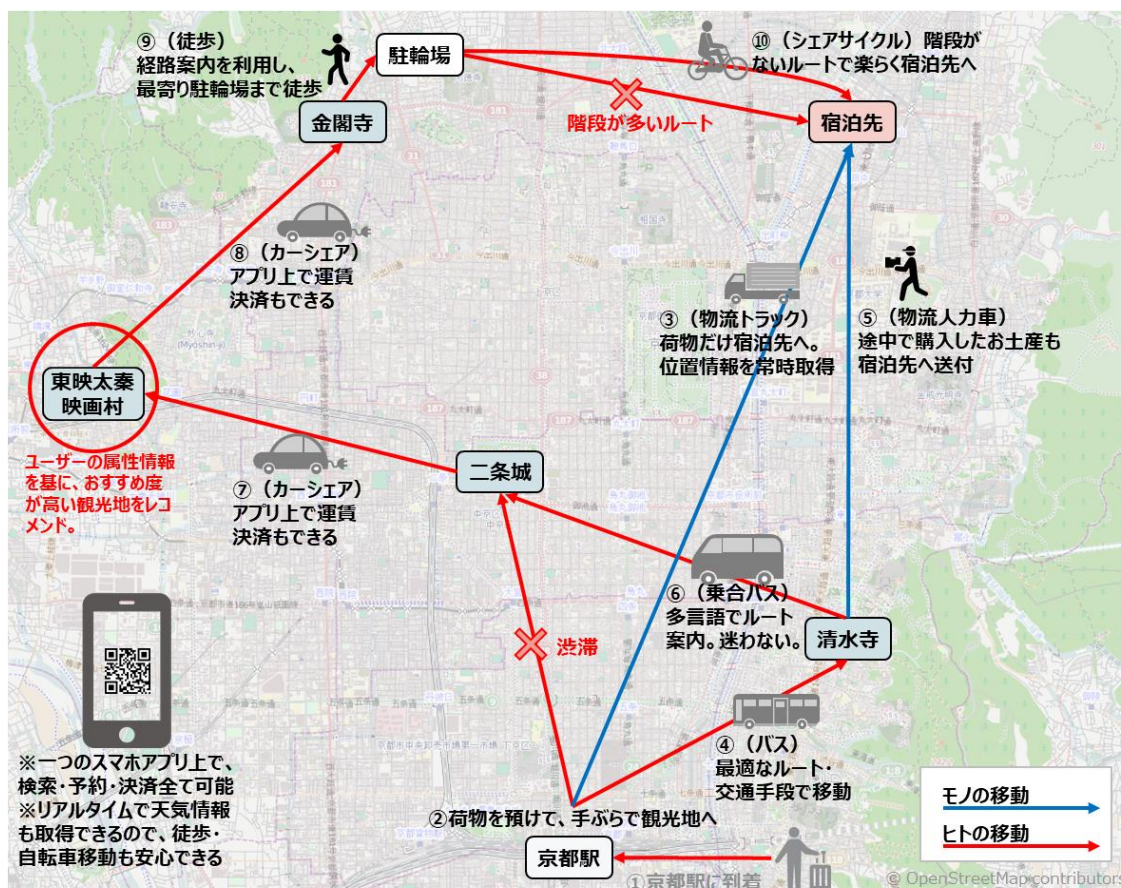 ⑨（徒歩）
経路案内を利用し、
最寄り駐輪場まで徒歩
駐輪場
⑩（シェアサイクル）階段が
ないルートで楽らく宿泊先へ
階段が多いルート
金閣寺
宿泊先
⑧（カーシェア）
アプリ上で運賃
決済もできる
③（物流トラック）
荷物だけ宿泊先へ。
位置情報を常時取得
⑤（物流人力車）
途中で購入したお土産も
宿泊先へ送付
東映太秦
映画村
ユーザーの属性情報
を基に、おすすめ度
が高い観光地をレコ
メンド。
⑦（カーシェア）
アプリ上で運賃
決済もできる
二条城
⑥（乗合バス）
多言語でルート
案内。迷わない。
清水寺
渋滞
④（バス）
最適なルート・
交通手段で移動
※一つのスマホアプリ上で、
検索・予約・決済全て可能
※リアルタイムで天気情報
も取得できるので、徒歩・
自転車移動も安心できる
②荷物を預けて、手ぶらで観光地へ
京都駅
①京都駅に到着
モノの移動
ヒトの移動
© OpenStreetMap contributors